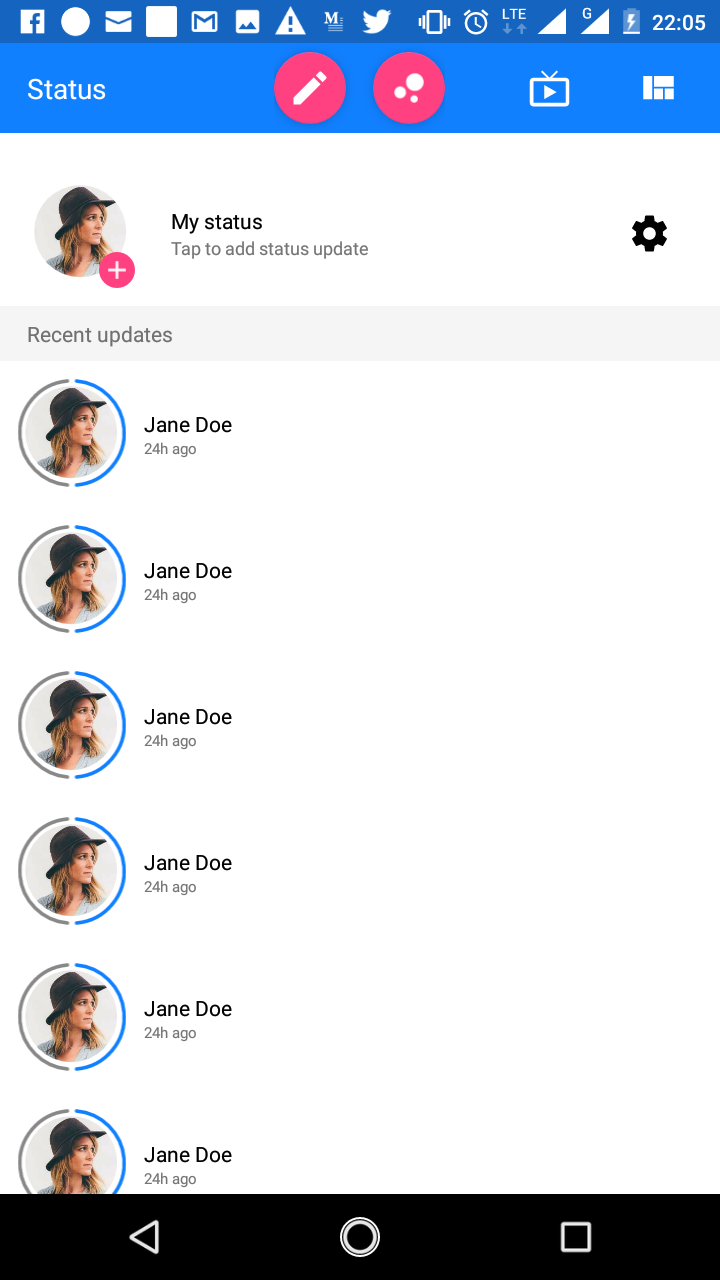 LTE
G
22:05
Status
My status
Tap to add status update
Recent updates
Jane Doe
24h ago
Jane Doe
24h ago
Jane Doe
24h ago
Jane Doe
24h ago
Jane Doe
24h ago
Jane Doe
24h ago